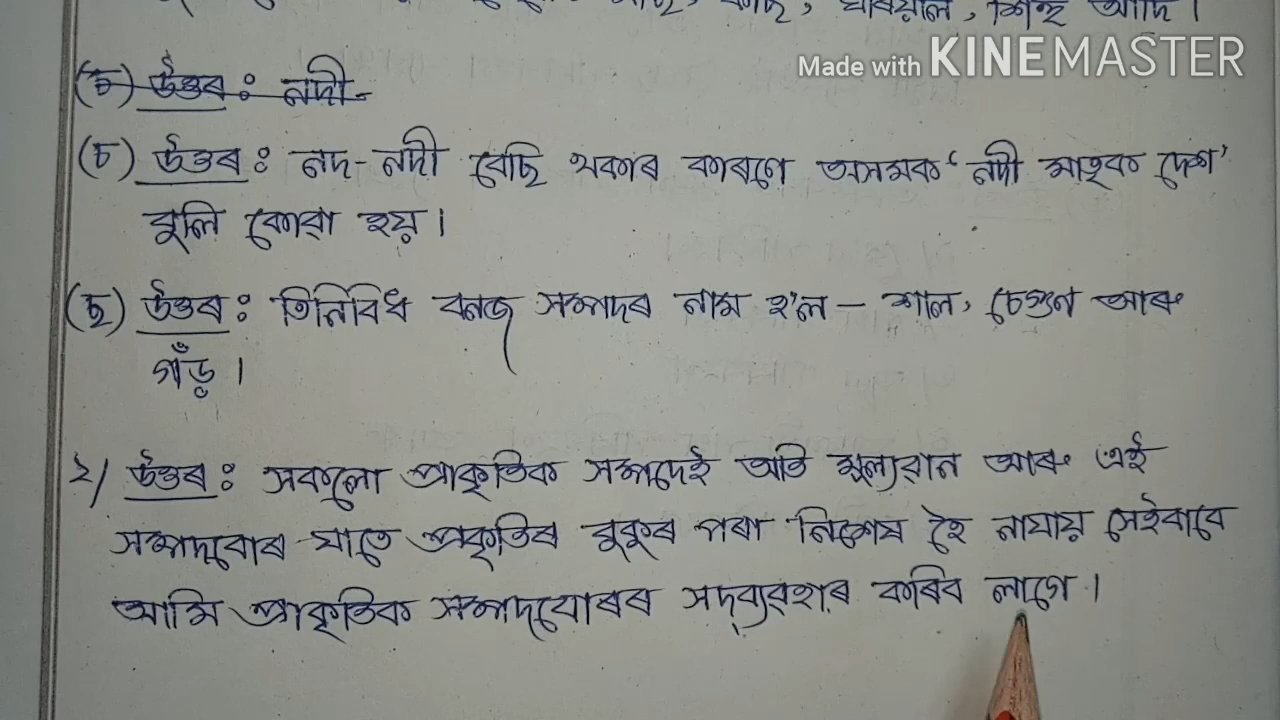 মাছ, কাছ, ঘঁৰিয়াল, শিহু আদি।
Made with KINEMASTER
(চ) উত্তৰ : নদী-
(চ) উত্তৰ : নদ-নদী বেছি থকাৰ কাৰণে অসমক 'নদী মাতৃক দেশ'
বুলি কোৱা হয়।
(ছ) উত্তৰ : তিনিবিধ বনজ সম্পদৰ নাম হ'ল – শাল, চেগুন আৰু
গঁড়।
২/ উত্তৰ : সকলো প্ৰাকৃতিক সম্পদেই অতি মূল্যৱান আৰু এই
সম্পদবোৰ যাতে প্ৰকৃতিৰ বুকুৰ পৰা নিঃশেষ হৈ নাযায় সেইবাবে
আমি প্ৰাকৃতিক সম্পদবোৰৰ সদ্ব্যৱহাৰ কৰিব লাগে।